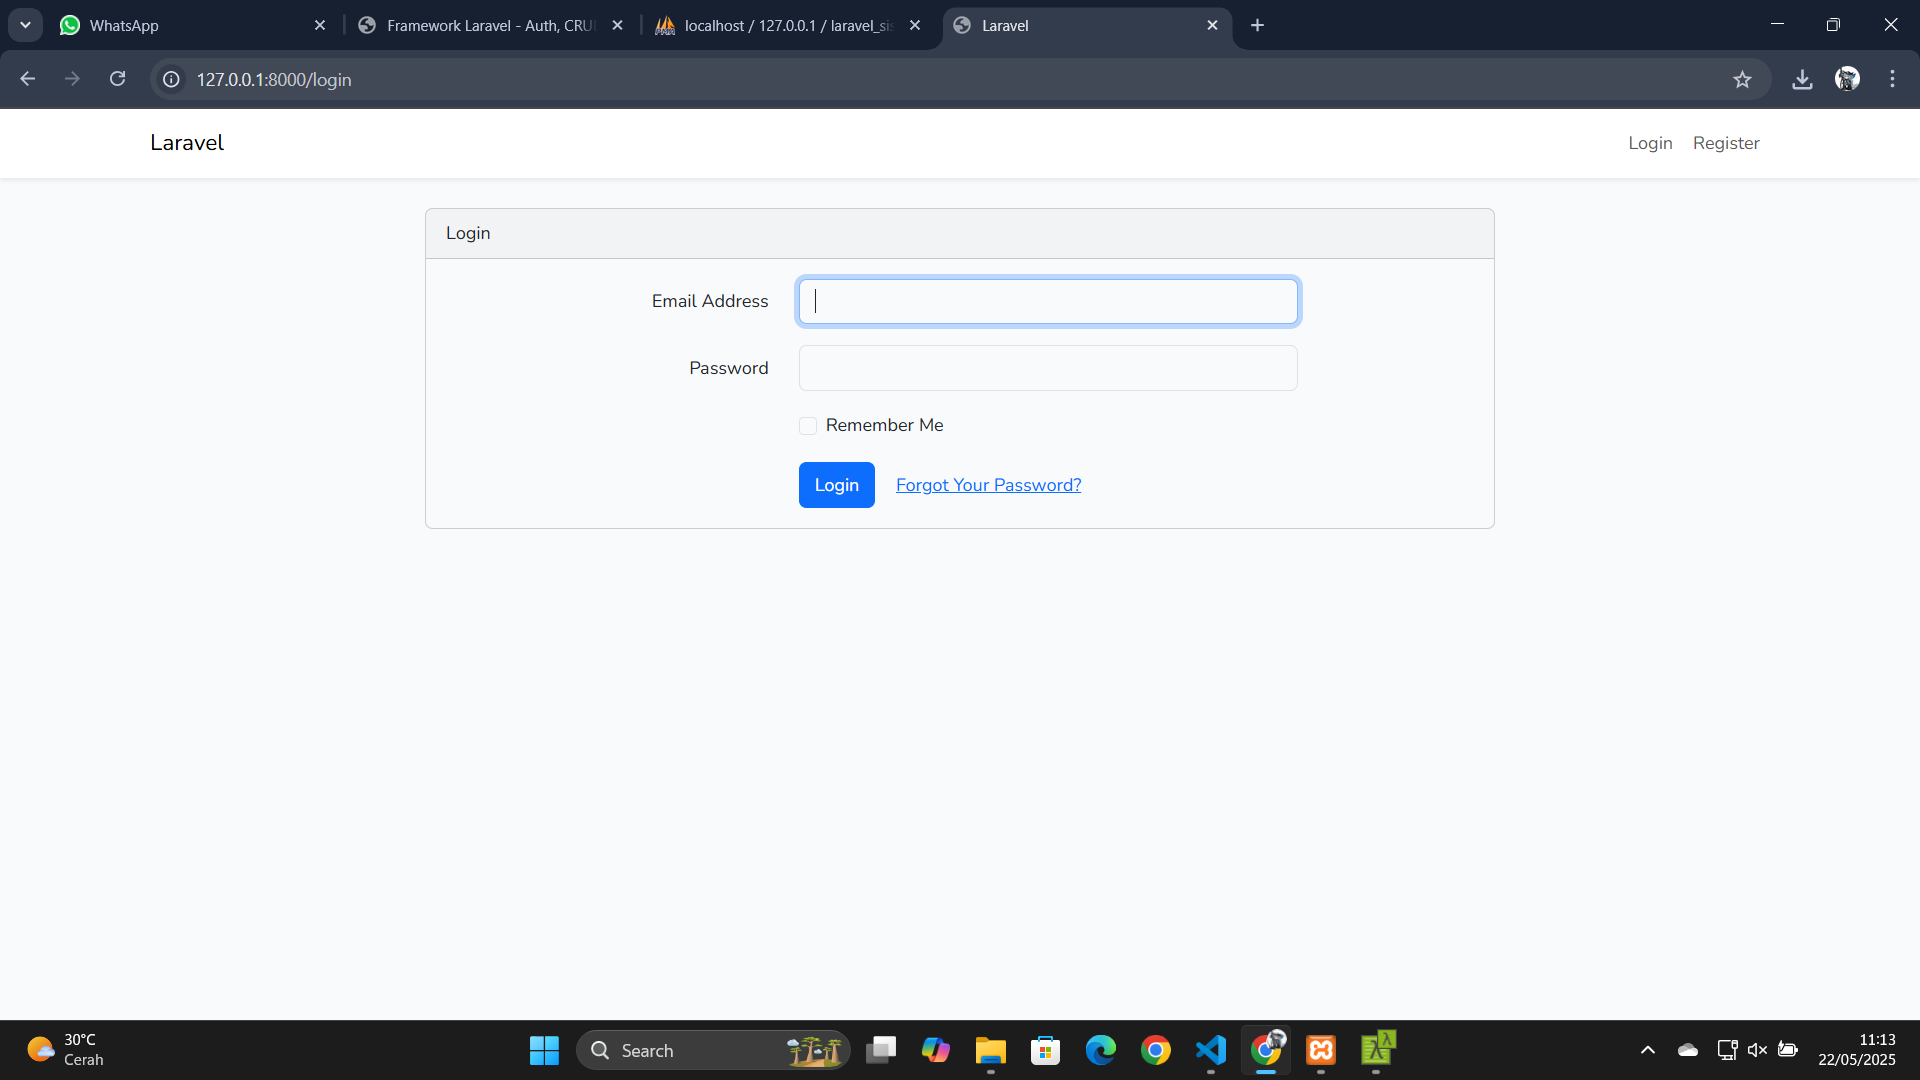 WhatsApp
Framework Laravel - Auth, CRU
localhost / 127.0.0.1 / laravel_si
Laravel
127.0.0.1:8000/login
Laravel
Login
Register
Login
Email Address
Password
Remember Me
Login
Forgot Your Password?
30°C
Cerah
Search
11:13
22/05/2025